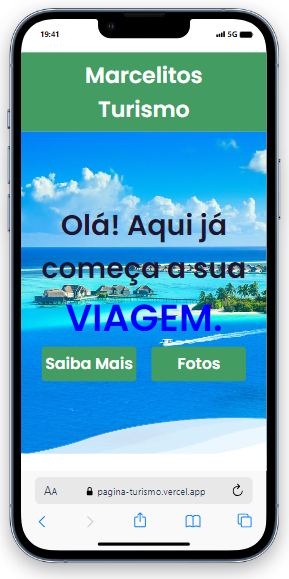 19:41 5G
Marcelitos
Turismo
Olá! Aqui já
começa a sua
VIAGEM.
Saiba Mais Fotos
AA pagina-turismo.vercel.app